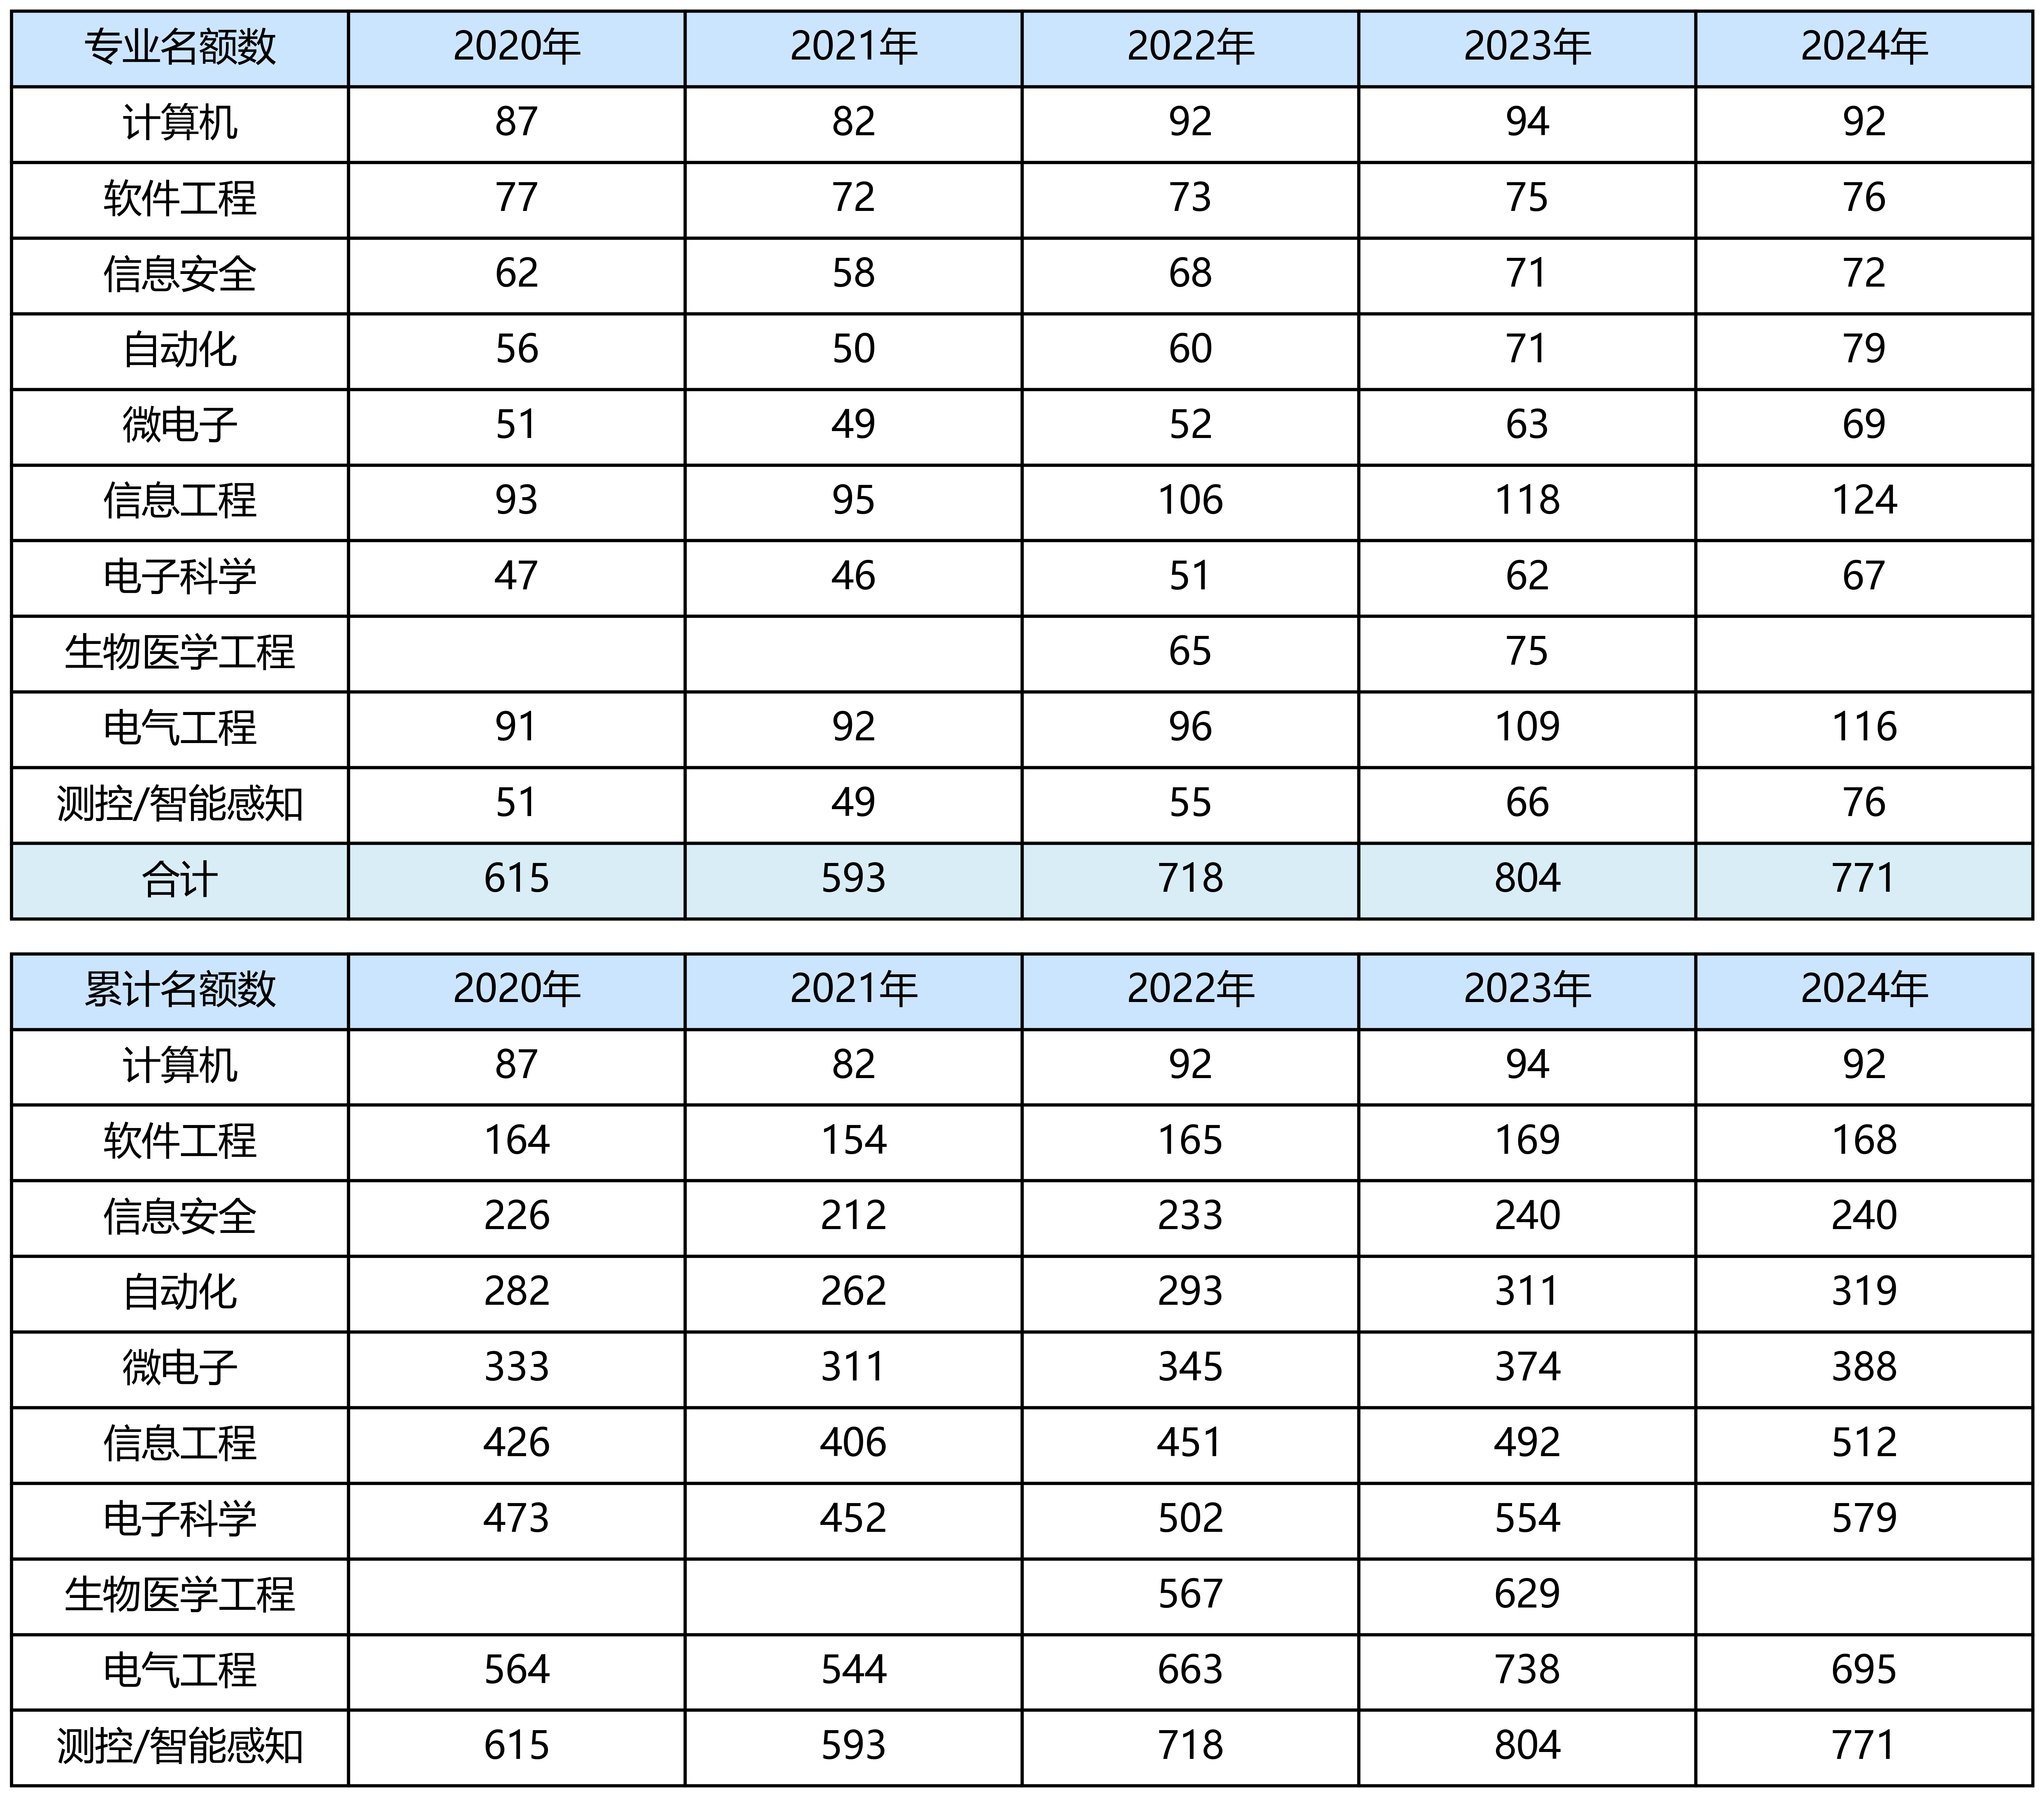 专业名额数 2020年 2021年 2022年 2023年 2024年
计算机 87 82 92 94 92
软件工程 77 72 73 75 76
信息安全 62 58 68 71 72
自动化 56 50 60 71 79
微电子 51 49 52 63 69
信息工程 93 95 106 118 124
电子科学 47 46 51 62 67
生物医学工程 65 75
电气工程 91 92 96 109 116
测控/智能感知 51 49 55 66 76
合计 615 593 718 804 771
累计名额数 2020年 2021年 2022年 2023年 2024年
计算机 87 82 92 94 92
软件工程 164 154 165 169 168
信息安全 226 212 233 240 240
自动化 282 262 293 311 319
微电子 333 311 345 374 388
信息工程 426 406 451 492 512
电子科学 473 452 502 554 579
生物医学工程 567 629
电气工程 564 544 663 738 695
测控/智能感知 615 593 718 804 771